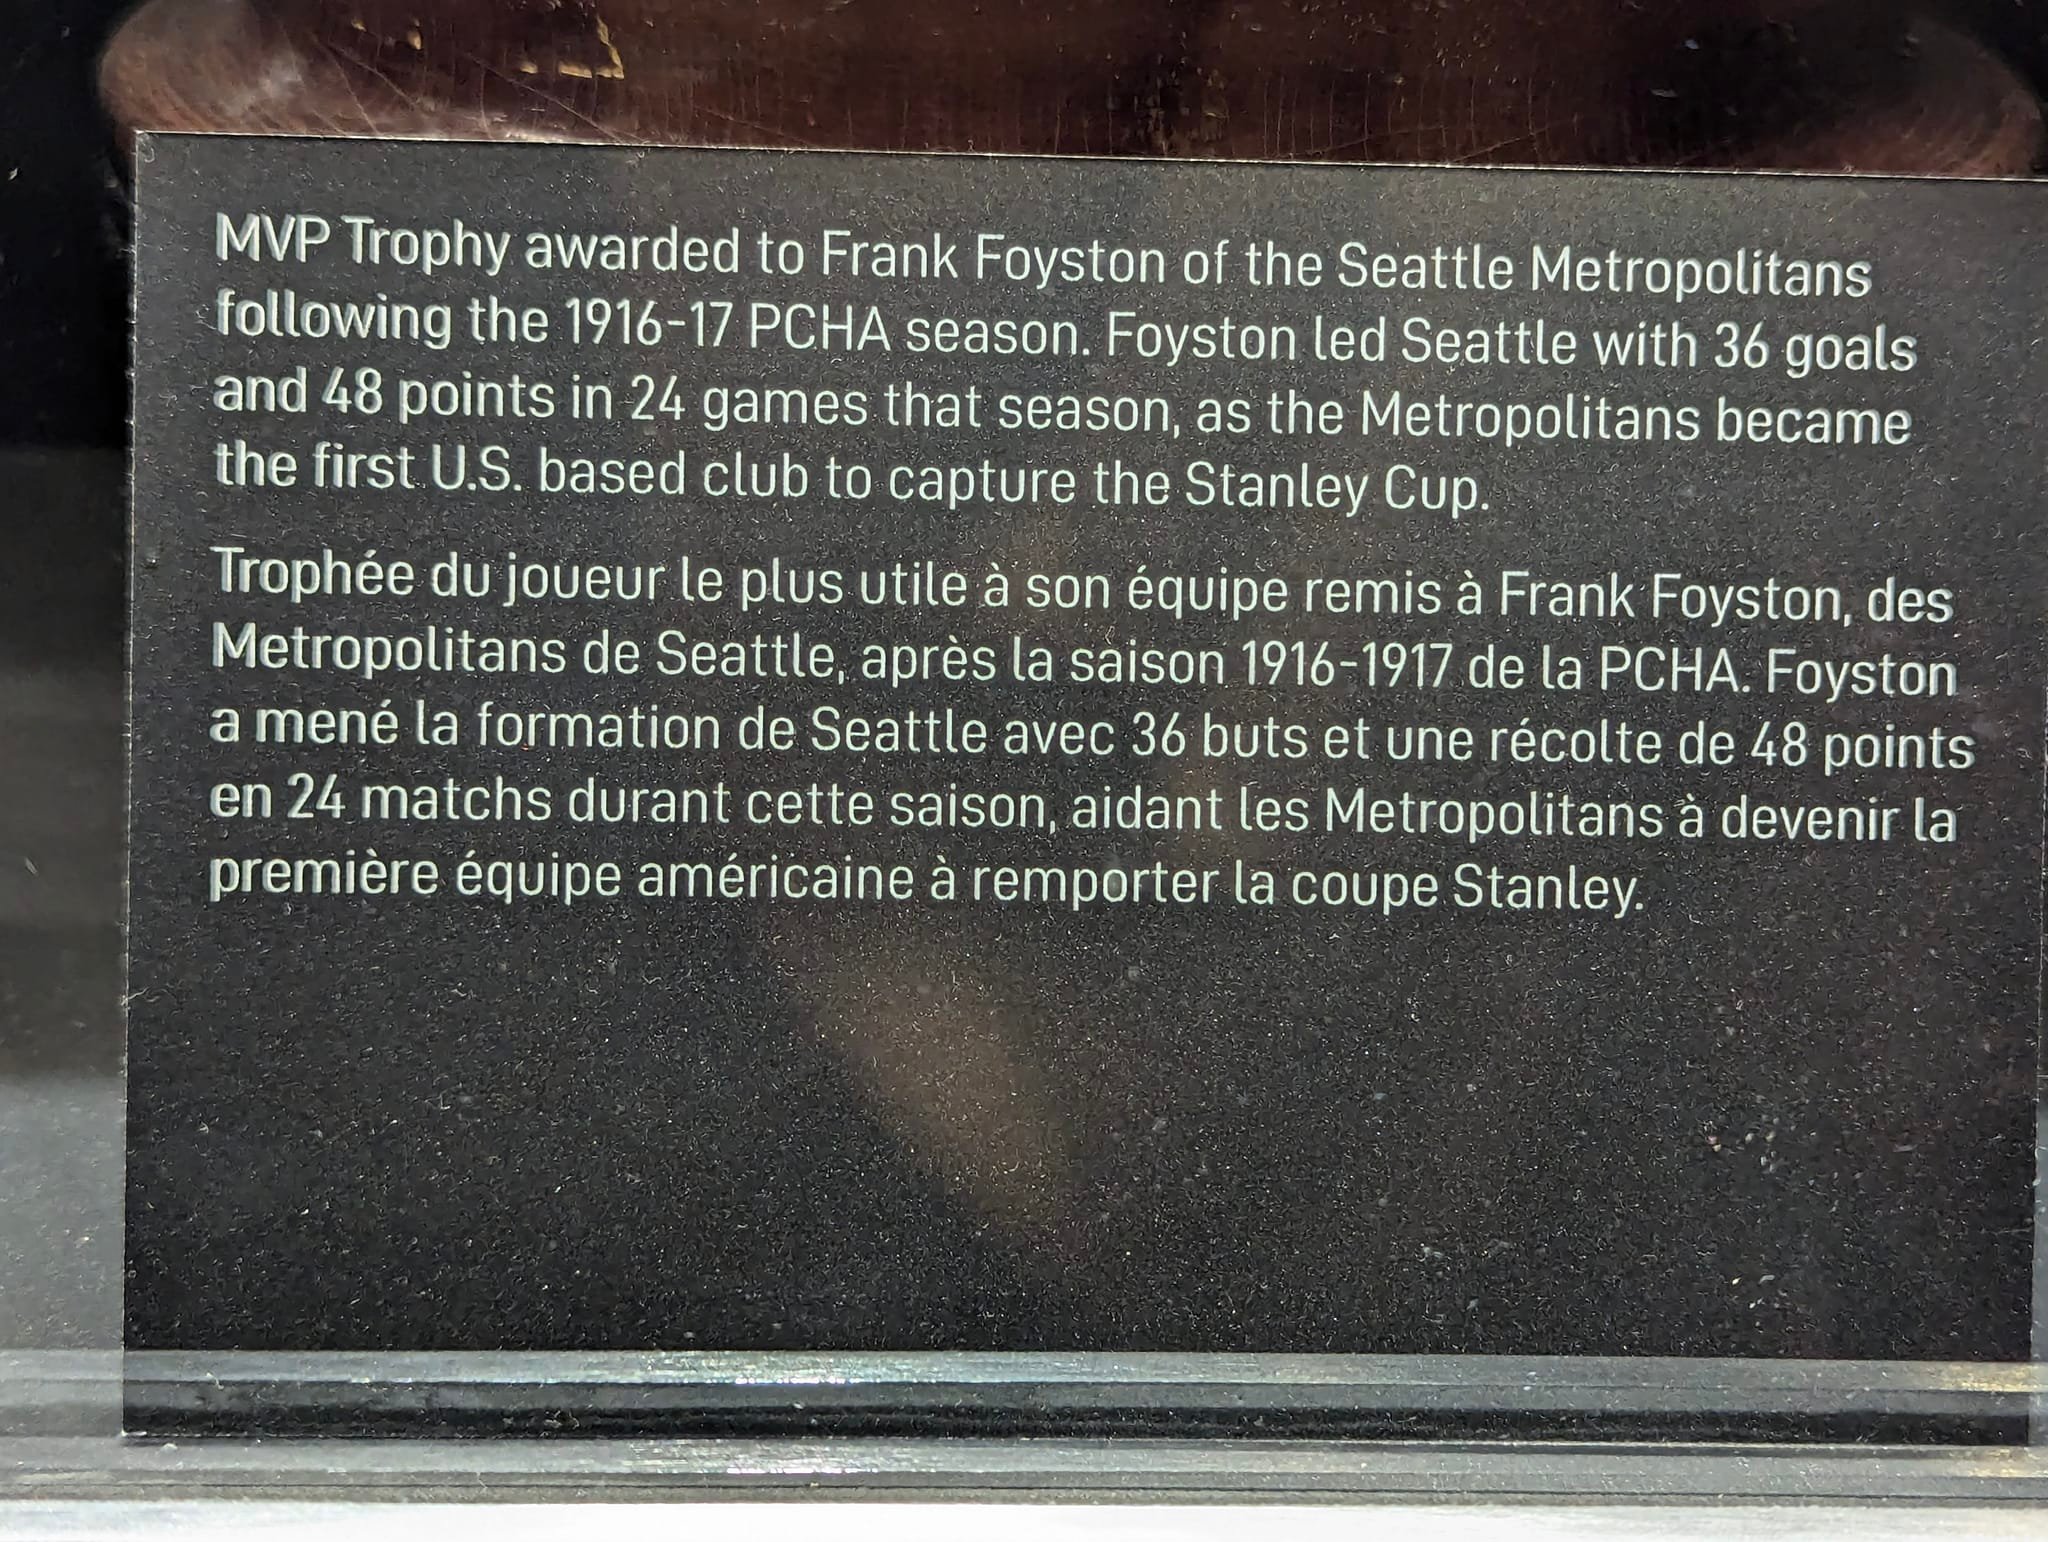 MVP Trophy awarded to Frank Foyston of the Seattle Metropolitans
following the 1916-17 PCHA season. Foyston led Seattle with 36 goals
and 48 points in 24 games that season, as the Metropolitans became
the first U.S. based club to capture the Stanley Cup.
Trophée du joueur le plus utile à son équipe remis à Frank Foyston, des
Metropolitans de Seattle, après la saison 1916-1917 de la PCHA. Foyston
a mené la formation de Seattle avec 36 buts et une récolte de 48 points
en 24 matchs durant cette saison, aidant les Metropolitans à devenir la
première équipe américaine à remporter la coupe Stanley.